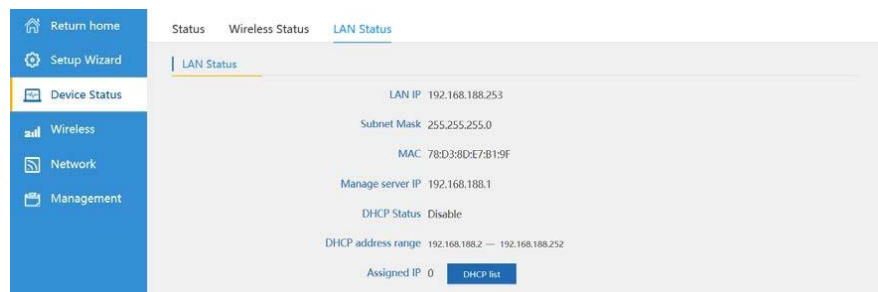 Return home
Setup Wizard
Device Status
Wireless
Network
Management
Status Wireless Status LAN Status
LAN Status
LAN IP 192.168.188.253
Subnet Mask 255.255.255.0
MAC 78:D3:8D:E7:B1:9F
Manage server IP 192.168.188.1
DHCP Status Disable
DHCP address range 192.168.188.2 — 192.168.188.252
Assigned IP 0 DHCP list